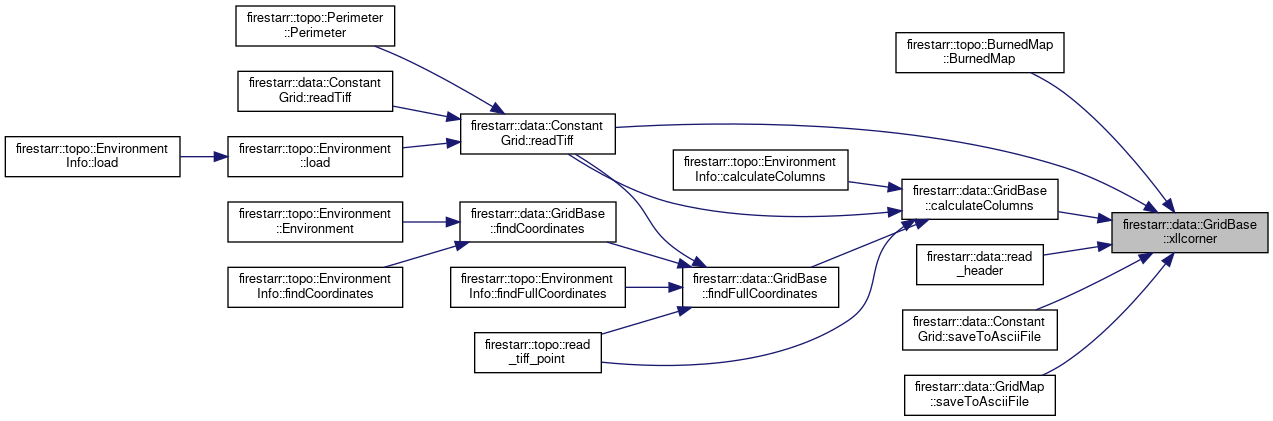 firestarr::topo::Perimeter
::Perimeter
firestarr::topo::BurnedMap
::BurnedMap
firestarr::data::Constant
Grid::readTiff
firestarr::data::Constant
Grid::readTiff
firestarr::topo::Environment
Info::load
firestarr::topo::Environment
::load
firestarr::topo::Environment
Info::calculateColumns
firestarr::data::GridBase
::calculateColumns
firestarr::topo::Environment
::Environment
firestarr::data::GridBase
::findCoordinates
firestarr::data::GridBase
::xllcorner
firestarr::data::read
_header
firestarr::topo::Environment
Info::findCoordinates
firestarr::topo::Environment
Info::findFullCoordinates
firestarr::data::GridBase
::findFullCoordinates
firestarr::data::Constant
Grid::saveToAsciiFile
firestarr::topo::read
_tiff_point
firestarr::data::GridMap
::saveToAsciiFile